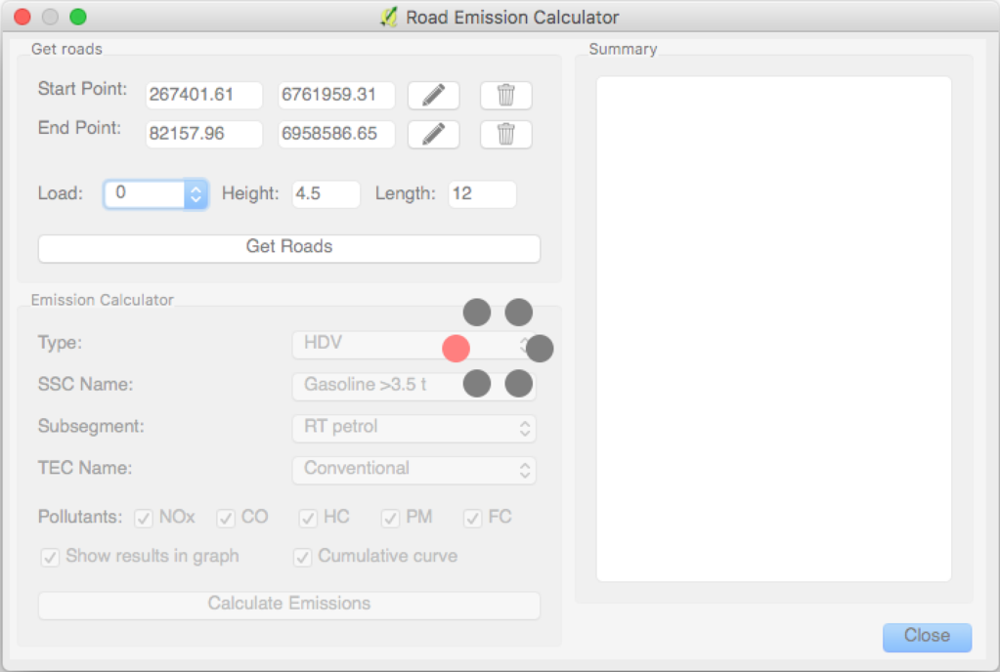 Road Emission Calculator
Get roads
Start Point: 267401.61 6761959.31
End Point: 82157.96 6958586.65
Load: 0 Height: 4.5 Length: 12
Get Roads
Emission Calculator
Type: HDV
SSC Name: Gasoline >3.5 t
Subsegment: RT petrol
TEC Name: Conventional
Pollutants: NOx CO HC PM FC
Show results in graph Cumulative curve
Calculate Emissions
Summary
Close